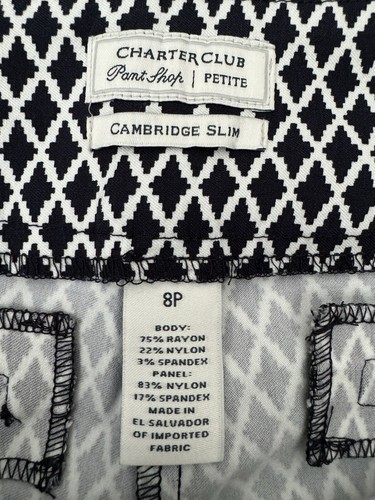 CHARTER CLUB
Pant Shop | PETITE
CAMBRIDGE SLIM
8P
BODY:
75% RAYON
22% NYLON
3% SPANDEX
PANEL:
83% NYLON
17% SPANDEX
MADE IN
EL SALVADOR
OF IMPORTED
FABRIC